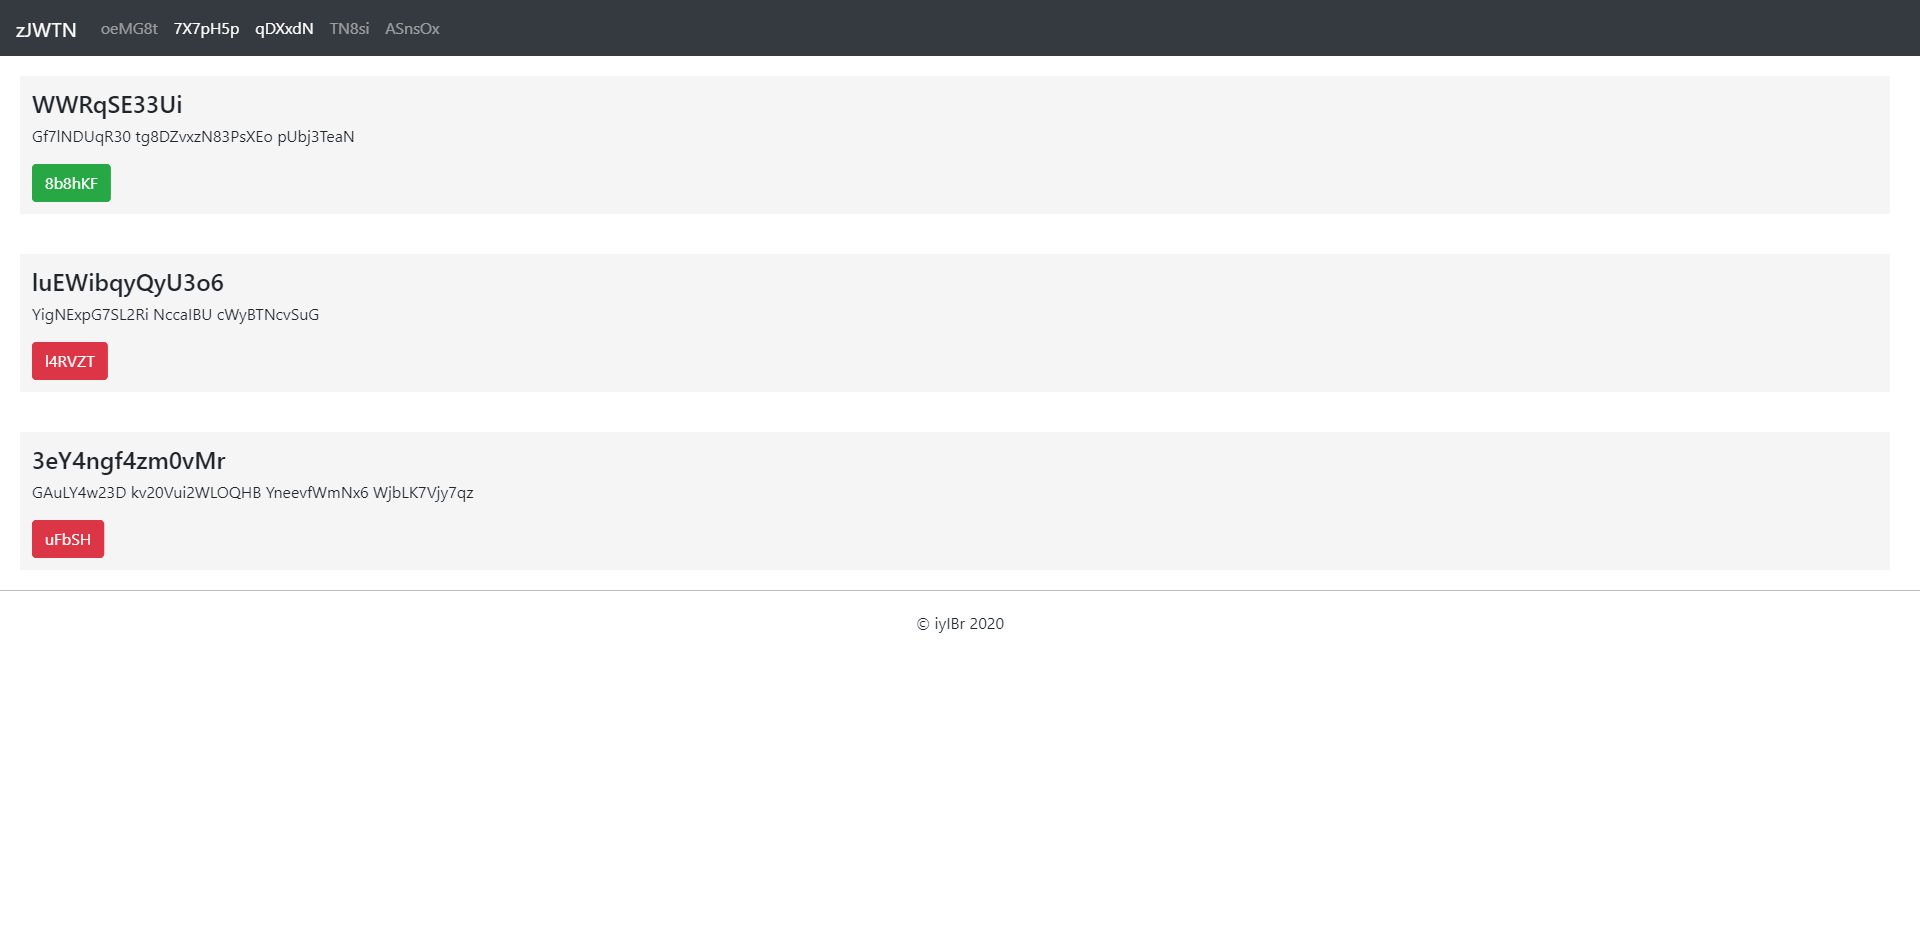 zJWTN oeMG8t 7X7pH5p qDXxdN TN8si ASnsOx
WWRqSE33Ui
Gf7lNDUqR30 tg8DZvxzN83PsXEo pUbj3TeaN
8b8hKF
luEWibqyQyU3o6
YigNExpG7SL2Ri NccaIBU cWyBTNcvSuG
l4RVZT
3eY4ngf4zm0vMr
GAuLY4w23D kv20Vui2WLOQHB YneevfWmNx6 WjbLK7Vjy7qz
uFbSH
© iyIBr 2020